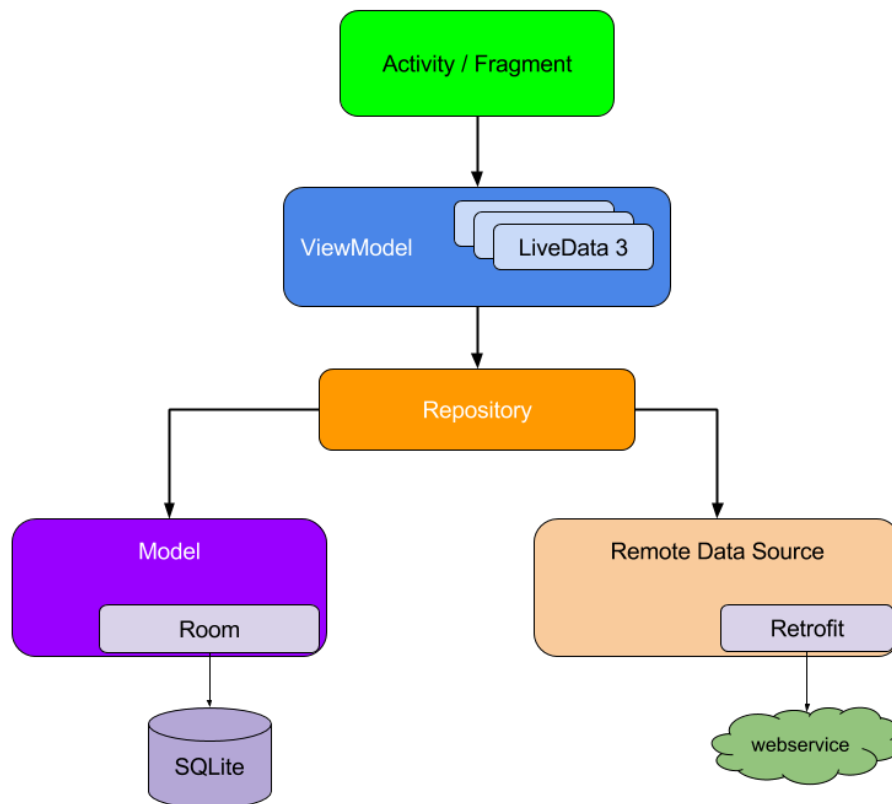 Activity / Fragment
ViewModel
LiveData 3
Repository
Model
Remote Data Source
Room
Retrofit
SQLite
webservice